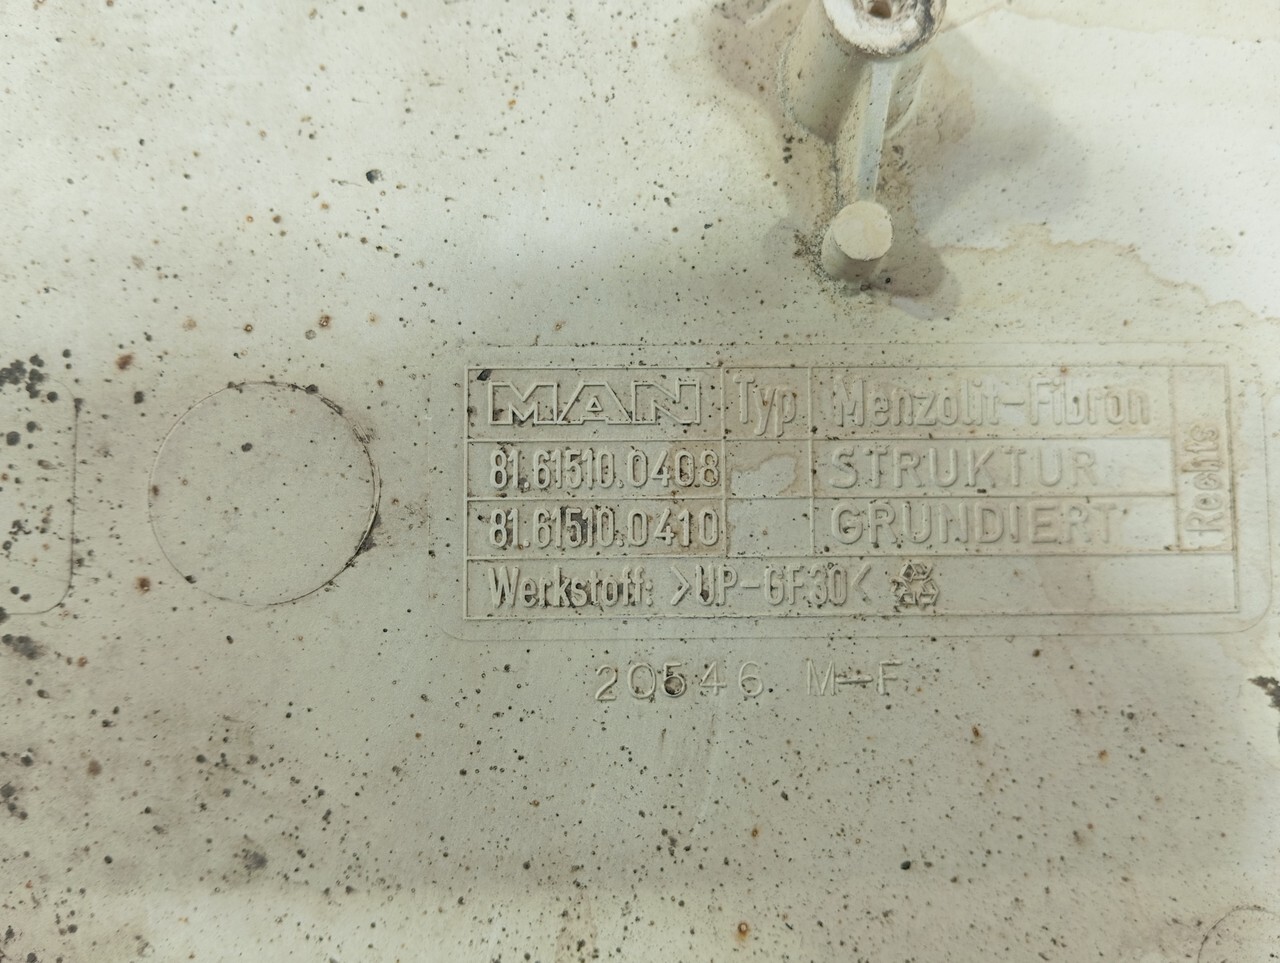 MAN Typ Menzolit-Fibron
81.61510.0408 STRUKTUR
81.61510.0410 GRUNDIERT
Rechts
Werkstoff: >UP-GF30<
20546 M-F